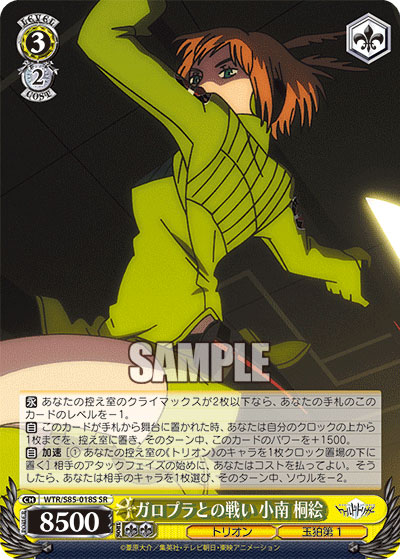 LEVEL
3
2
COST
SAMPLE
永 あなたの控え室のクライマックスが2枚以下なら、あなたの手札のこの
カードのレベルを－1。
自 このカードが手札から舞台に置かれた時、あなたは自分のクロックの上から
1枚までを、控え室に置き、そのターン中、このカードのパワーを＋1500。
自 加速 [① あなたの控え室の《トリオン》のキャラを1枚クロック置場の下に
置く] 相手のアタックフェイズの始めに、あなたはコストを払ってよい。そう
したら、あなたは相手のキャラを1枚選び、そのターン中、ソウルを－2。
Ch
WTR/S85-018S SR
ガロプラとの戦い 小南 桐絵
8500
トリオン
玉狛第1
©葦原大介／集英社・テレビ朝日・東映アニメーション